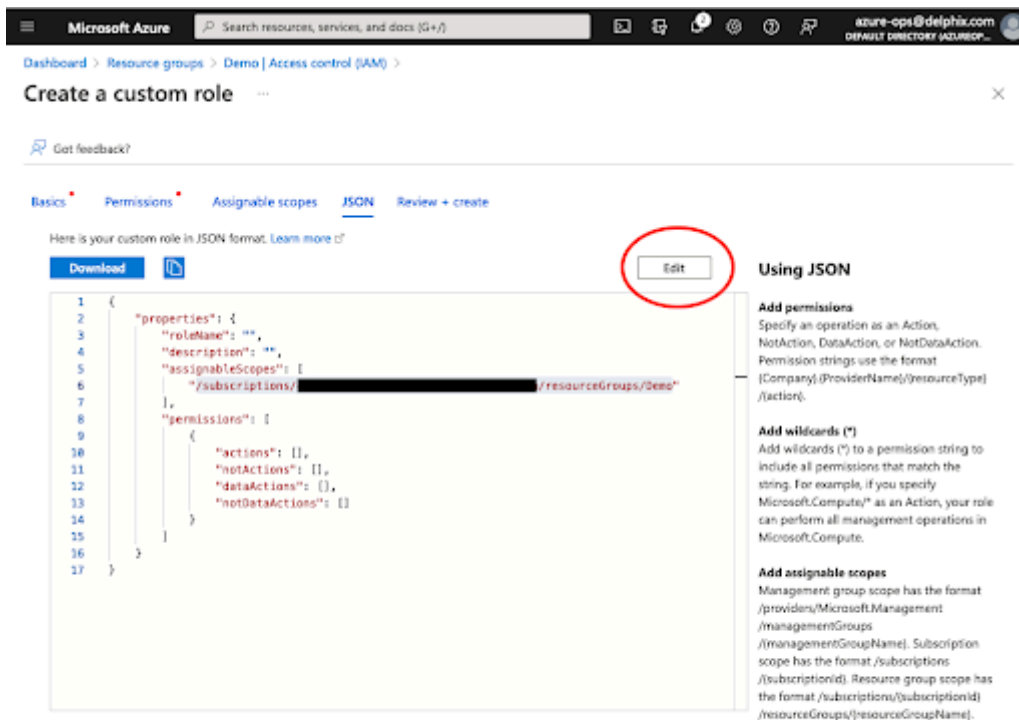 Microsoft Azure
Search resources, services, and docs (G+/)
2
azure-ops@delphix.com
DEFAULT DIRECTORY (AZUREOP...
Dashboard > Resource groups > Demo | Access control (IAM) >
Create a custom role ...
Got feedback?
Basics Permissions Assignable scopes JSON Review + create
Here is your custom role in JSON format. Learn more
Download
Edit
1 {
2 "properties": {
3 "roleName": "",
4 "description": "",
5 "assignableScopes": [
6 "/subscriptions/ /resourceGroups/Demo"
7 ],
8 "permissions": [
9 {
10 "actions": [],
11 "notActions": [],
12 "dataActions": [],
13 "notDataActions": []
14 }
15 ]
16 }
17 }
Using JSON
Add permissions
Specify an operation as an Action,
NotAction, DataAction, or NotDataAction.
Permission strings use the format
{Company}.{ProviderName}/{resourceType}
/{action}.
Add wildcards (*)
Add wildcards (*) to a permission string to
include all permissions that match the
string. For example, if you specify
Microsoft.Compute/* as an Action, your role
can perform all management operations in
Microsoft.Compute.
Add assignable scopes
Management group scope has the format
/providers/Microsoft.Management
/managementGroups
/{managementGroupName}. Subscription
scope has the format /subscriptions
/{subscriptionId}. Resource group scope has
the format /subscriptions/{subscriptionId}
/resourceGroups/{resourceGroupName}.